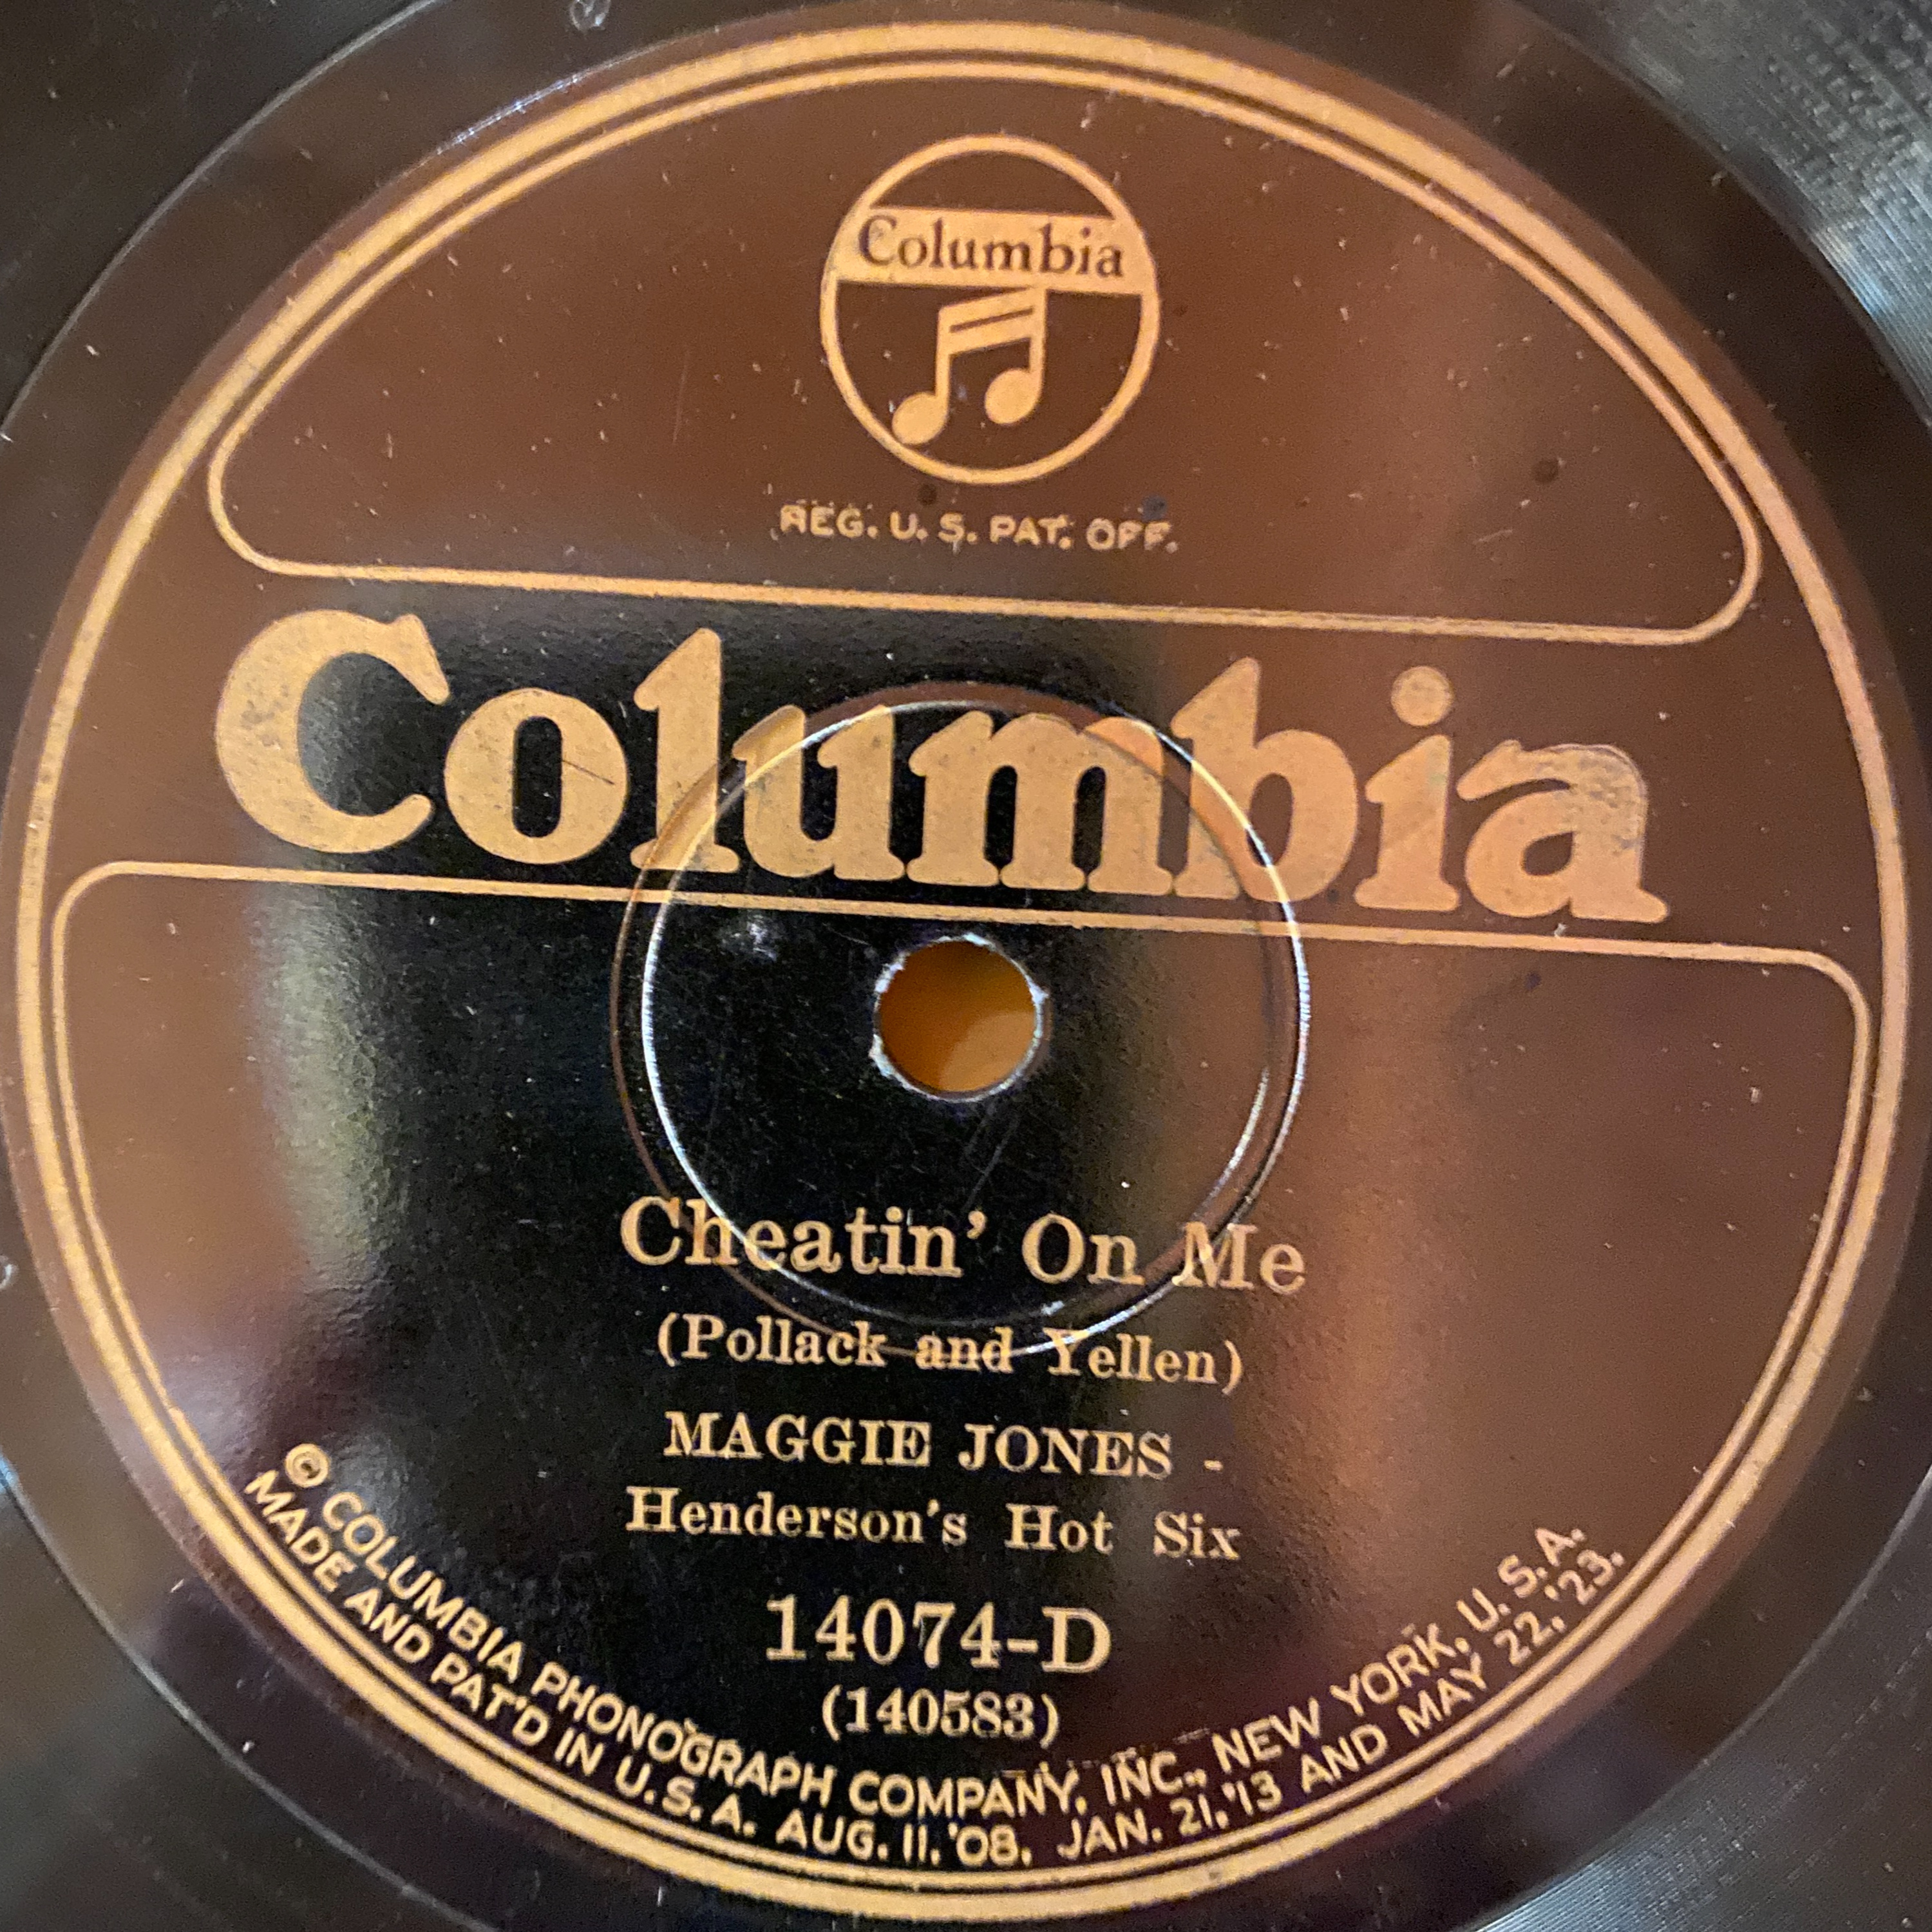 Columbia
REG. U. S. PAT. OFF.
Columbia
Cheatin' On Me
(Pollack and Yellen)
MAGGIE JONES -
Henderson's Hot Six
14074-D
(140583)
© COLUMBIA PHONOGRAPH COMPANY, INC., NEW YORK, U. S. A.
MADE AND PAT'D IN U. S. A. AUG. 11, '08. JAN. 21, '13 AND MAY 22, '23.